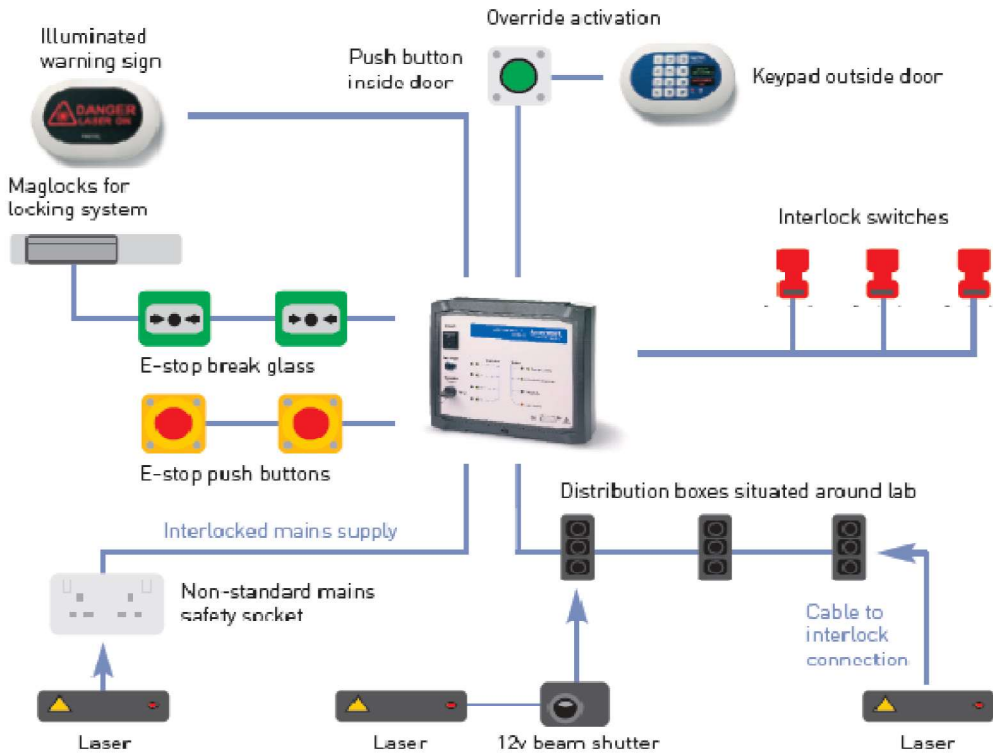 Override activation
Illuminated
warning sign
Push button
inside door
Keypad outside door
DANGER
LASER ON
Maglocks for
locking system
Interlock switches
E-stop break glass
E-stop push buttons
Distribution boxes situated around lab
Interlocked mains supply
Non-standard mains
safety socket
Cable to
interlock
connection
Laser
Laser
12v beam shutter
Laser